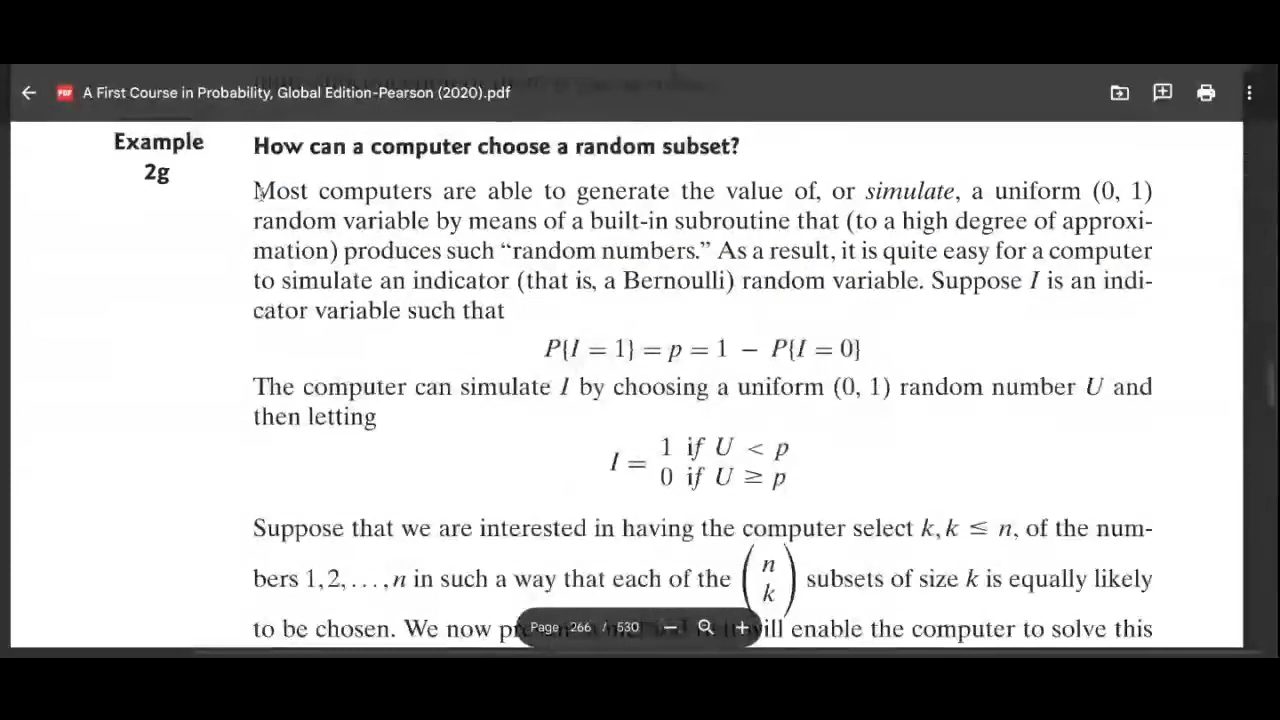 A First Course in Probability, Global Edition-Pearson (2020).pdf
Example 2g
How can a computer choose a random subset?
Most computers are able to generate the value of, or simulate, a uniform (0, 1)
random variable by means of a built-in subroutine that (to a high degree of approxi-
mation) produces such “random numbers.” As a result, it is quite easy for a computer
to simulate an indicator (that is, a Bernoulli) random variable. Suppose I is an indi-
cator variable such that
P{I = 1} = p = 1 − P{I = 0}
The computer can simulate I by choosing a uniform (0, 1) random number U and
then letting
I = 1 if U < p
0 if U ≥ p
Suppose that we are interested in having the computer select k, k ≤ n, of the num-
bers 1, 2, . . . , n in such a way that each of the (n k) subsets of size k is equally likely
to be chosen. We now will enable the computer to solve this
Page 266 / 530